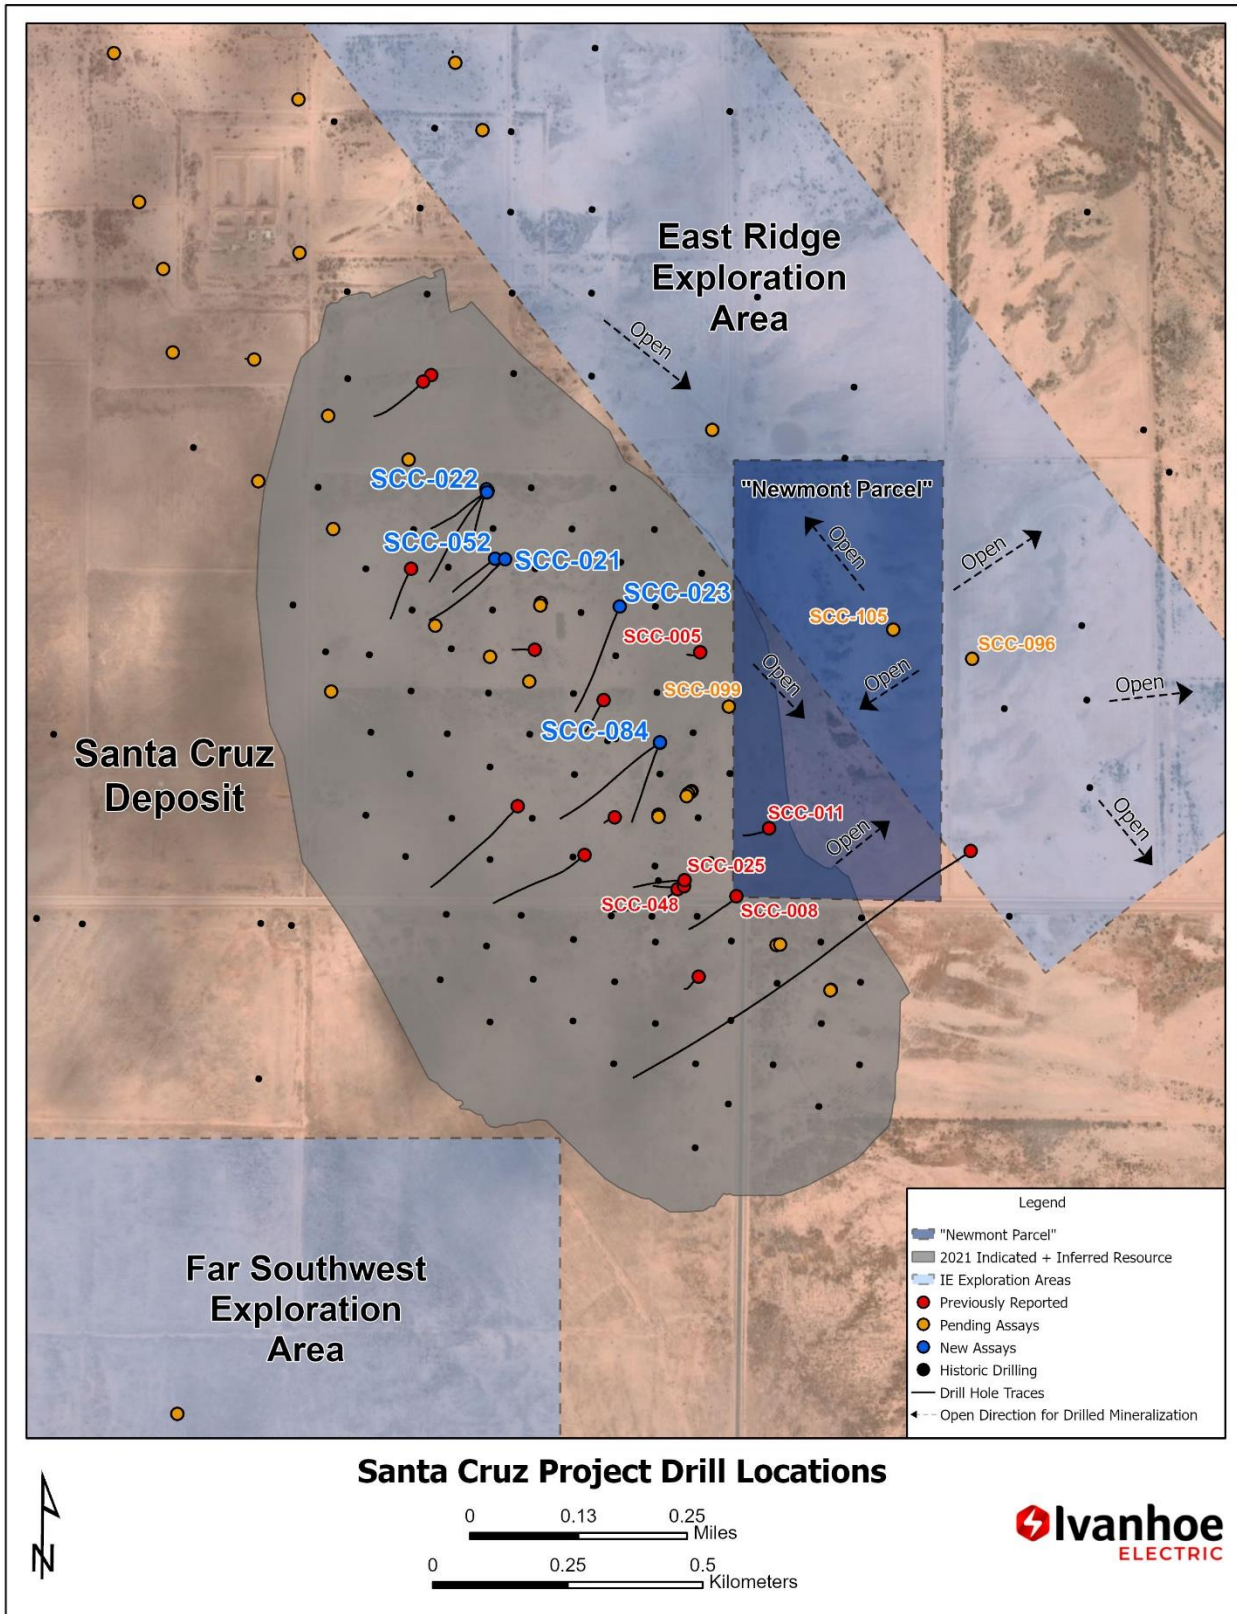 East Ridge
Exploration
Area
Open
SCC-022
"Newmont Parcel"
Open
Open
SCC-052
SCC-021
SCC-023
SCC-105
SCC-005
SCC-096
Open
Open
Open
SCC-099
SCC-084
Santa Cruz
Deposit
SCC-011
Open
Open
SCC-025
SCC-048
SCC-008
Far Southwest
Exploration
Area
Legend
"Newmont Parcel"
2021 Indicated + Inferred Resource
IE Exploration Areas
Previously Reported
Pending Assays
New Assays
Historic Drilling
Drill Hole Traces
Open Direction for Drilled Mineralization
Santa Cruz Project Drill Locations
N
0 0.13 0.25
Miles
0 0.25 0.5
Kilometers
Ivanhoe
ELECTRIC